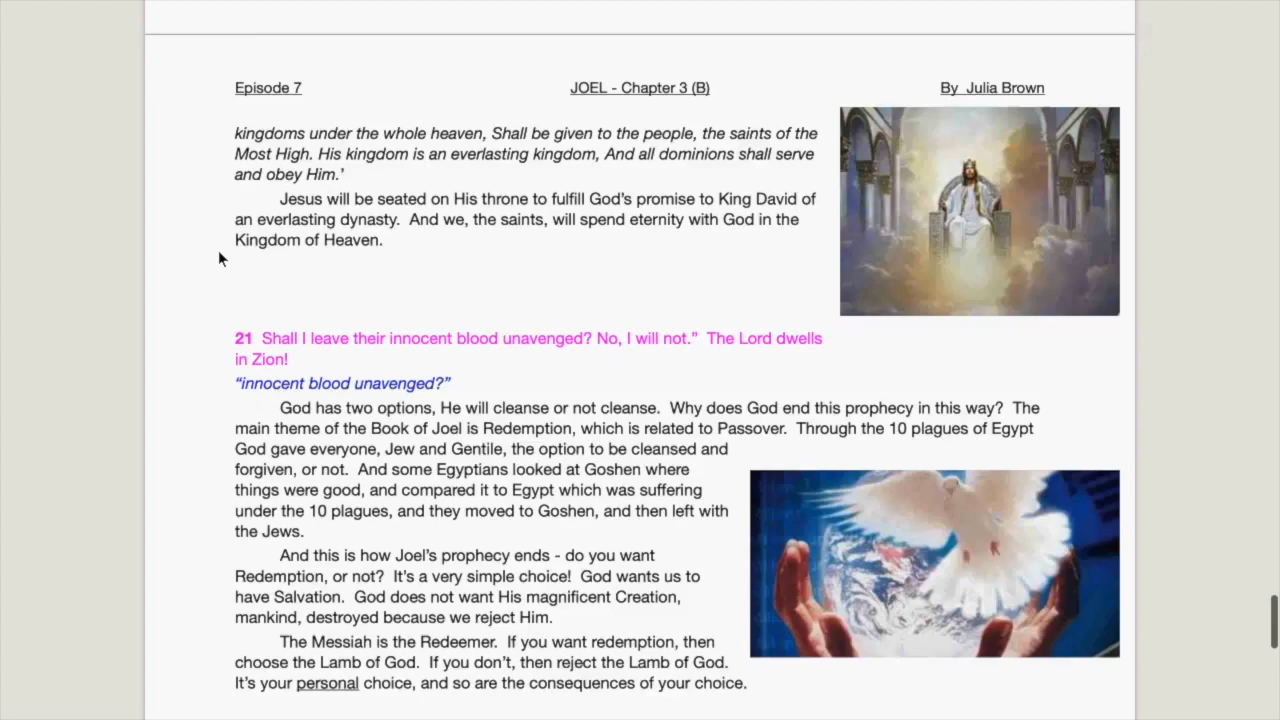 Episode 7 JOEL - Chapter 3 (B) By Julia Brown
kingdoms under the whole heaven, Shall be given to the people, the saints of the
Most High. His kingdom is an everlasting kingdom, And all dominions shall serve
and obey Him.’
Jesus will be seated on His throne to fulfill God’s promise to King David of
an everlasting dynasty. And we, the saints, will spend eternity with God in the
Kingdom of Heaven.
21 Shall I leave their innocent blood unavenged? No, I will not.” The Lord dwells
in Zion!
“innocent blood unavenged?”
God has two options, He will cleanse or not cleanse. Why does God end this prophecy in this way? The
main theme of the Book of Joel is Redemption, which is related to Passover. Through the 10 plagues of Egypt
God gave everyone, Jew and Gentile, the option to be cleansed and
forgiven, or not. And some Egyptians looked at Goshen where
things were good, and compared it to Egypt which was suffering
under the 10 plagues, and they moved to Goshen, and then left with
the Jews.
And this is how Joel’s prophecy ends - do you want
Redemption, or not? It’s a very simple choice! God wants us to
have Salvation. God does not want His magnificent Creation,
mankind, destroyed because we reject Him.
The Messiah is the Redeemer. If you want redemption, then
choose the Lamb of God. If you don’t, then reject the Lamb of God.
It’s your personal choice, and so are the consequences of your choice.